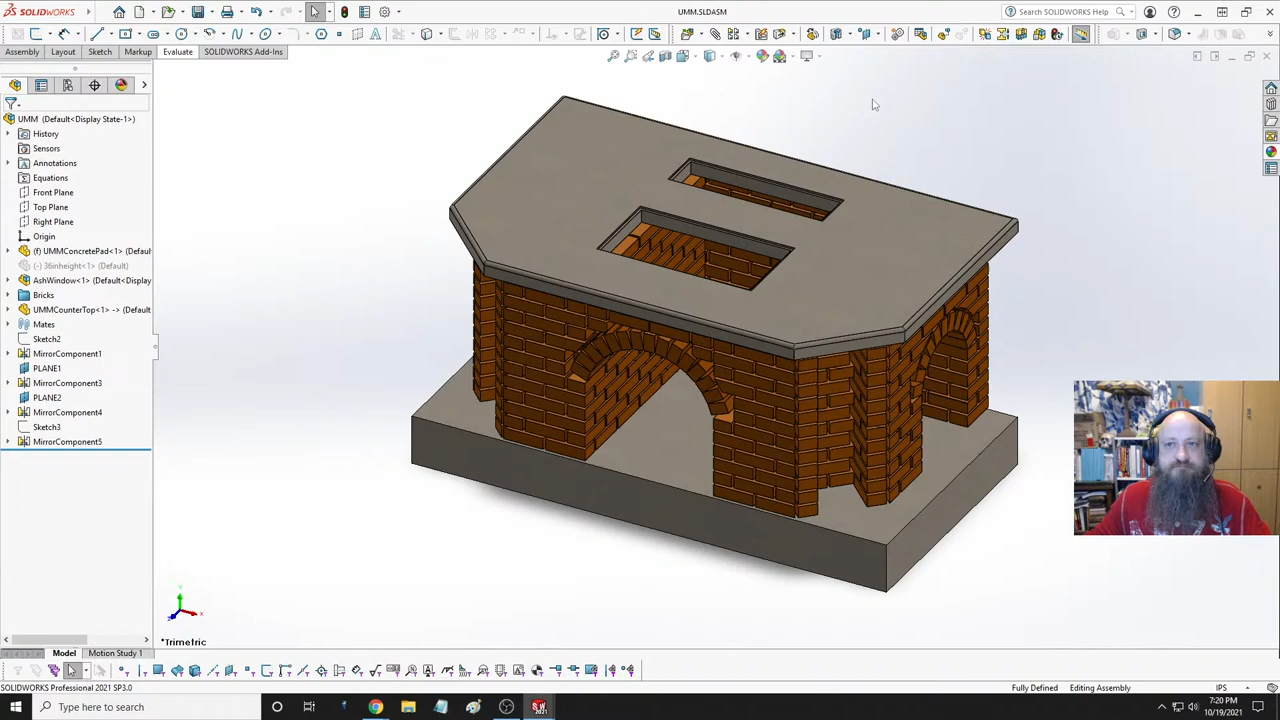 SOLIDWORKS
UMM.SLDASM
Search SOLIDWORKS Help
Assembly Layout Sketch Markup Evaluate SOLIDWORKS Add-Ins
UMM (Default<Display State-1>)
History
Sensors
Annotations
Equations
Front Plane
Top Plane
Right Plane
Origin
(f) UMMConcretePad<1> (Defaul
(-) 36inheight<1> (Default)
AshWindow<1> (Default<Display
Bricks
UMMCounterTop<1> -> (Default
Mates
Sketch2
MirrorComponent1
PLANE1
MirrorComponent3
PLANE2
MirrorComponent4
Sketch3
MirrorComponent5
Y
X
Z
*Trimetric
Model Motion Study 1
SOLIDWORKS Professional 2021 SP3.0
Fully Defined Editing Assembly IPS
Type here to search
7:20 PM
10/19/2021